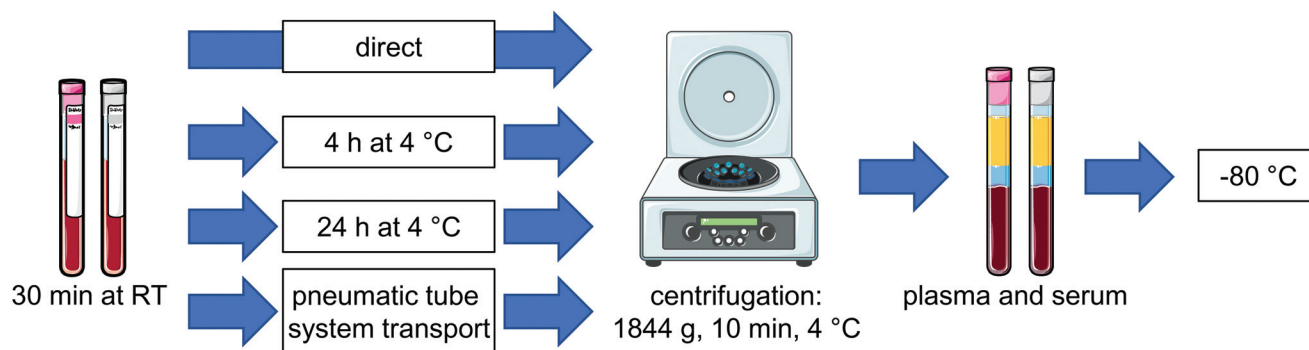 direct
4 h at 4 °C
24 h at 4 °C
pneumatic tube
system transport
30 min at RT
centrifugation:
1844 g, 10 min, 4 °C
plasma and serum
-80 °C